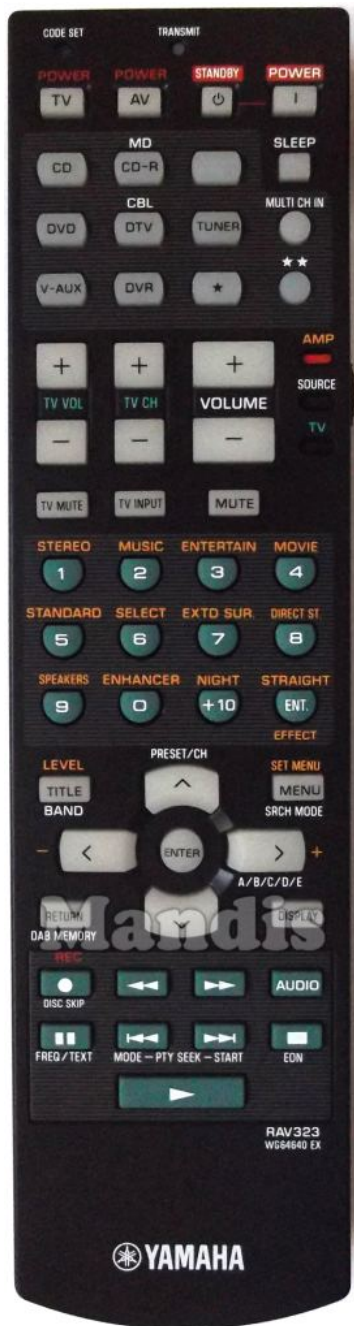 CODE SET TRANSMIT
POWER POWER STANDBY POWER
TV AV ⏻ I
MD SLEEP
CD CD-R
CBL MULTI CH IN
DVD DTV TUNER
★★
V-AUX DVR ★
AMP
+ + +
SOURCE
TV VOL TV CH VOLUME
TV
− − −
TV MUTE TV INPUT MUTE
STEREO MUSIC ENTERTAIN MOVIE
1 2 3 4
STANDARD SELECT EXTD SUR. DIRECT ST.
5 6 7 8
SPEAKERS ENHANCER NIGHT STRAIGHT
9 0 +10 ENT.
EFFECT
PRESET/CH
LEVEL SET MENU
TITLE MENU
BAND SRCH MODE
− ENTER +
A/B/C/D/E
RETURN DISPLAY
Mandis
DAB MEMORY
REC
AUDIO
DISC SKIP
FREQ/TEXT MODE – PTY SEEK – START EON
RAV323
WG64640 EX
YAMAHA